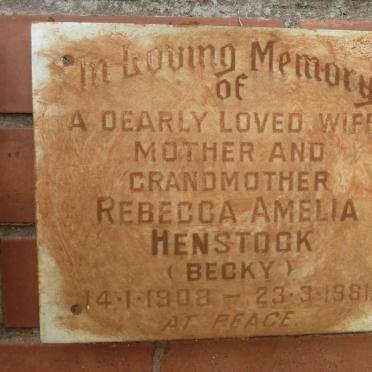 In Loving Memory
of
A DEARLY LOVED WIFE
MOTHER AND
GRANDMOTHER
REBECCA AMELIA
HENSTOCK
(BECKY)
14·1·1908 – 23·3·1981
AT PEACE.